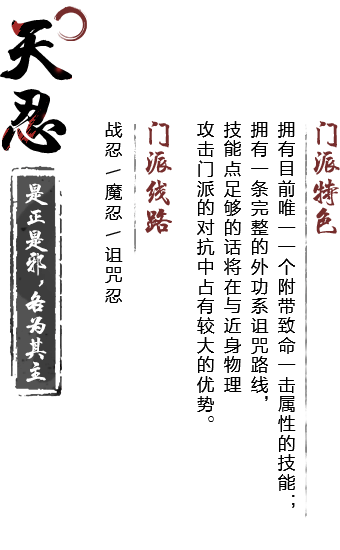 门派特色
拥有目前唯一一个附带致命一击属性的技能；
拥有一条完整的外功系诅咒路线，
技能点足够的话将在与近身物理
攻击门派的对抗中占有较大的优势。
门派线路
战忍/魔忍/诅咒忍
天忍
是正是邪，各为其主